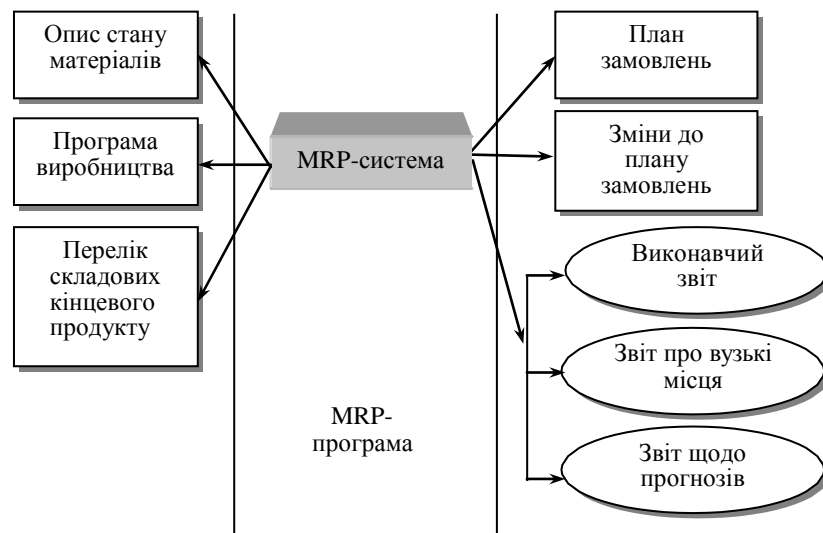 Опис стану
матеріалів
Програма
виробництва
Перелік
складових
кінцевого
продукту
MRP-система
MRP-
програма
План
замовлень
Зміни до
плану
замовлень
Виконавчий
звіт
Звіт про вузькі
місця
Звіт щодо
прогнозів